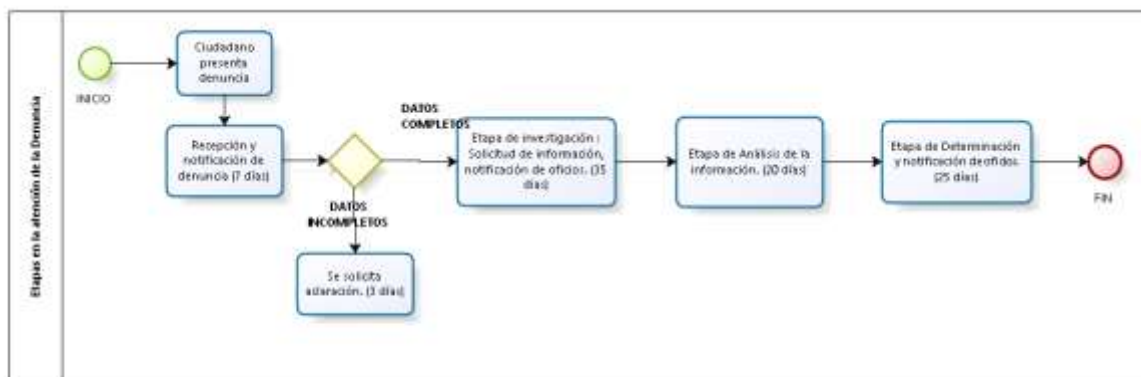 Etapas en la atención de la Denuncia
INICIO
Ciudadano
presenta
denuncia
Recepción y
notificación de
denuncia (7 días)
DATOS
COMPLETOS
DATOS
INCOMPLETOS
Se solicita
aclaración. (3 días)
Etapa de investigación :
Solicitud de información,
notificación de oficios. (35
días)
Etapa de Análisis de la
información. (20 días)
Etapa de Determinación
y notificación de oficios.
(25 días)
FIN